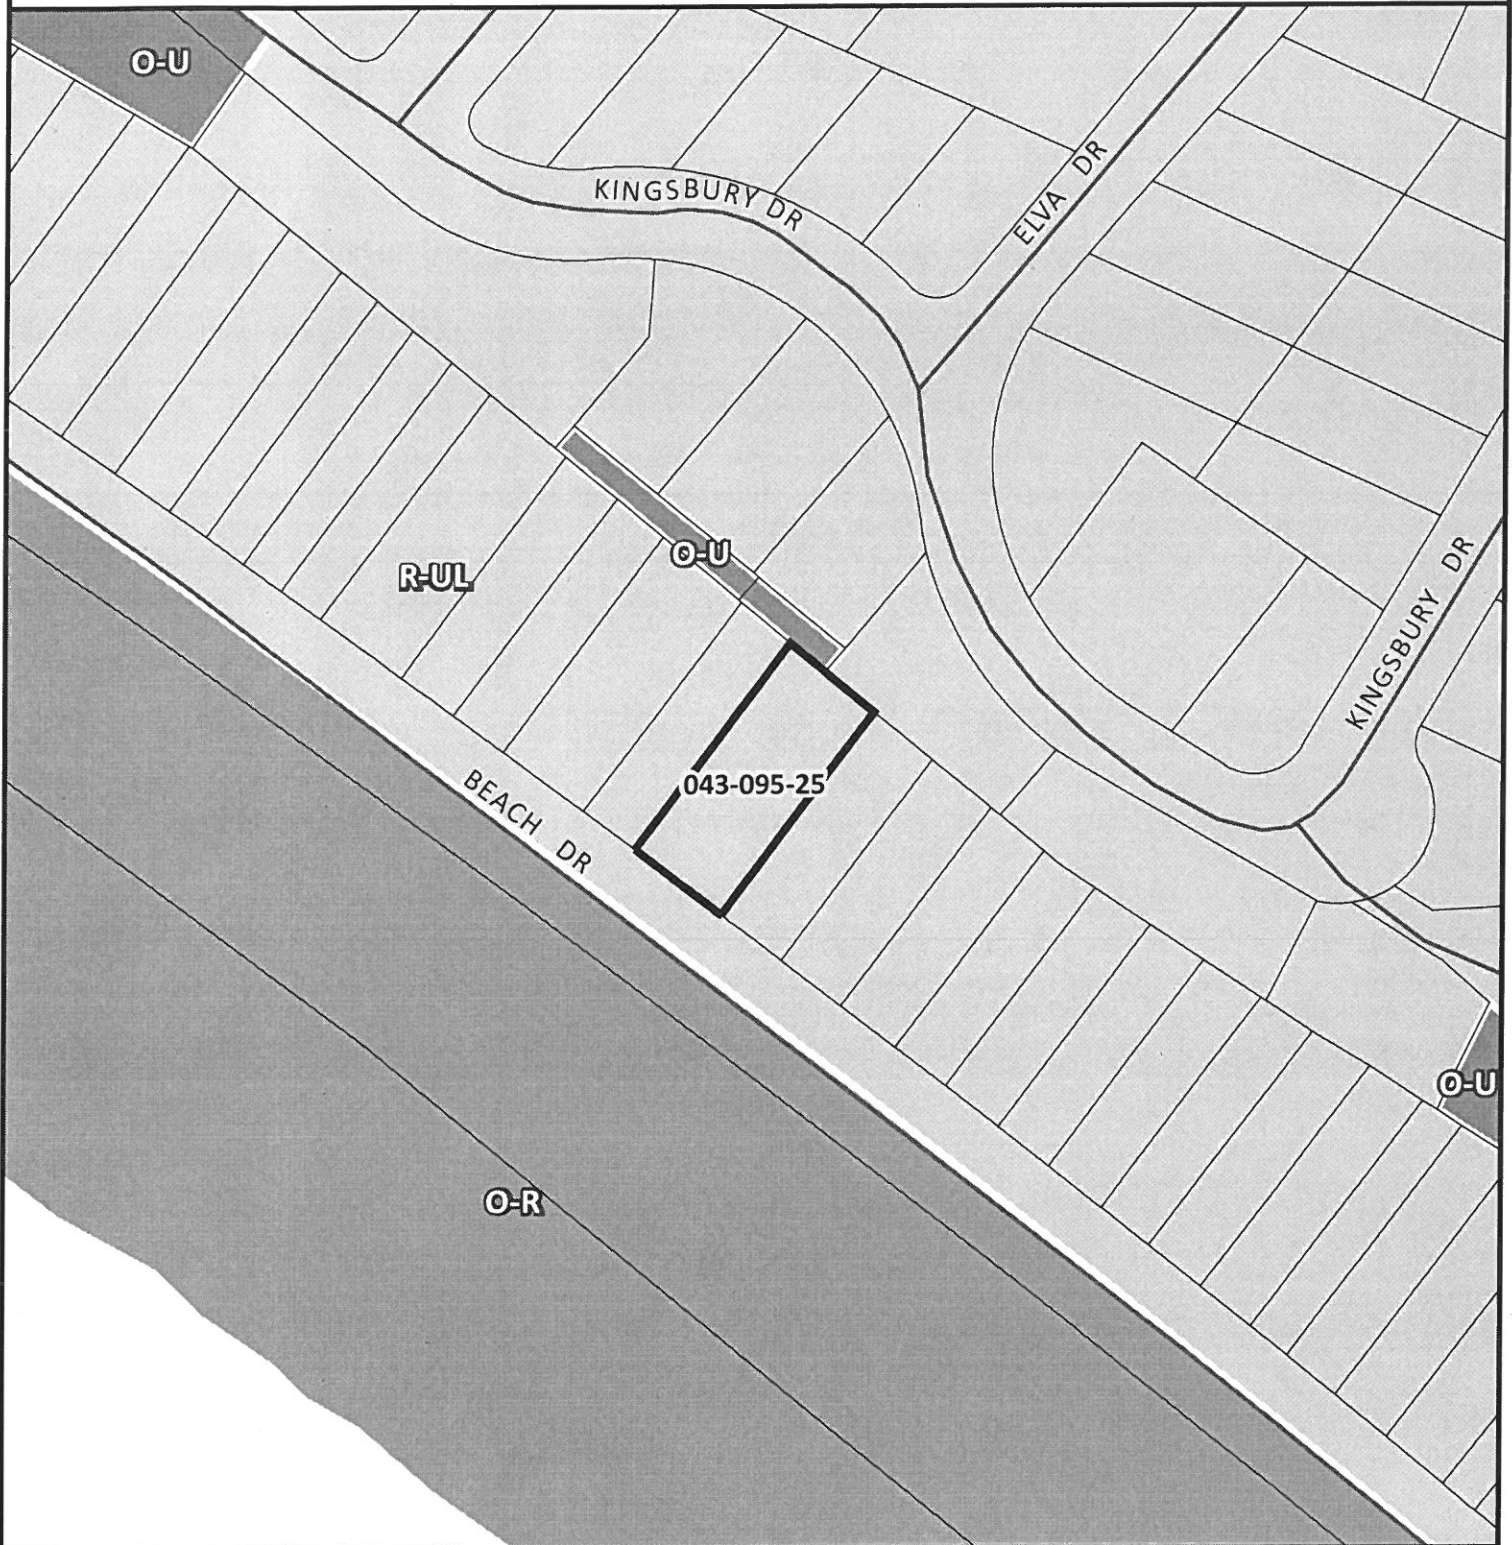 O-U
KINGSBURY DR
ELVA DR
O-U
R-UL
KINGSBURY DR
043-095-25
BEACH DR
O-U
O-R